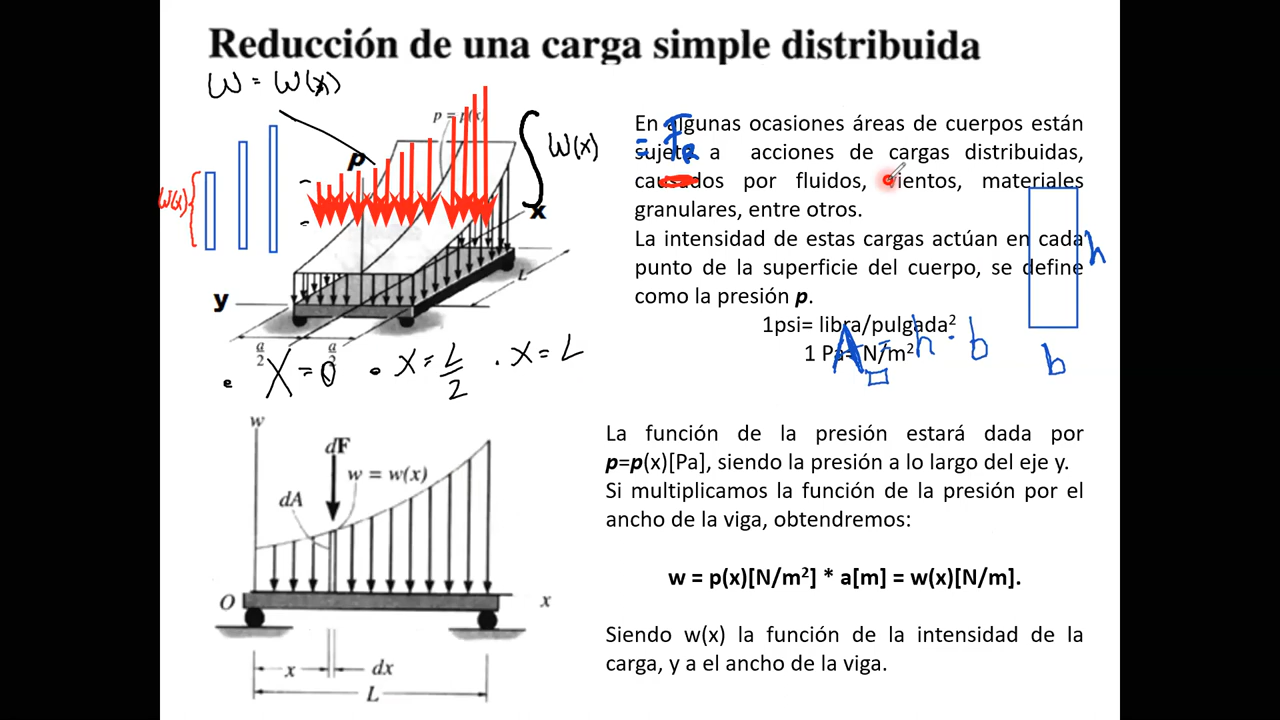 Reducción de una carga simple distribuida
W = W(x)
p = p(x)
P
W(x)
∫ W(x)
= FR
x
y
L
a/2
a/2
X = 0
X = L/2
. X = L
En algunas ocasiones áreas de cuerpos están
sujeto a acciones de cargas distribuidas,
causados por fluidos, vientos, materiales
granulares, entre otros.
La intensidad de estas cargas actúan en cada
punto de la superficie del cuerpo, se define
como la presión p.
1psi= libra/pulgada²
1 Pa= N/m²
h
b
A▭ = h · b
w
dF
w = w(x)
dA
O
x
x
dx
L
La función de la presión estará dada por
p=p(x)[Pa], siendo la presión a lo largo del eje y.
Si multiplicamos la función de la presión por el
ancho de la viga, obtendremos:
w = p(x)[N/m²] * a[m] = w(x)[N/m].
Siendo w(x) la función de la intensidad de la
carga, y a el ancho de la viga.